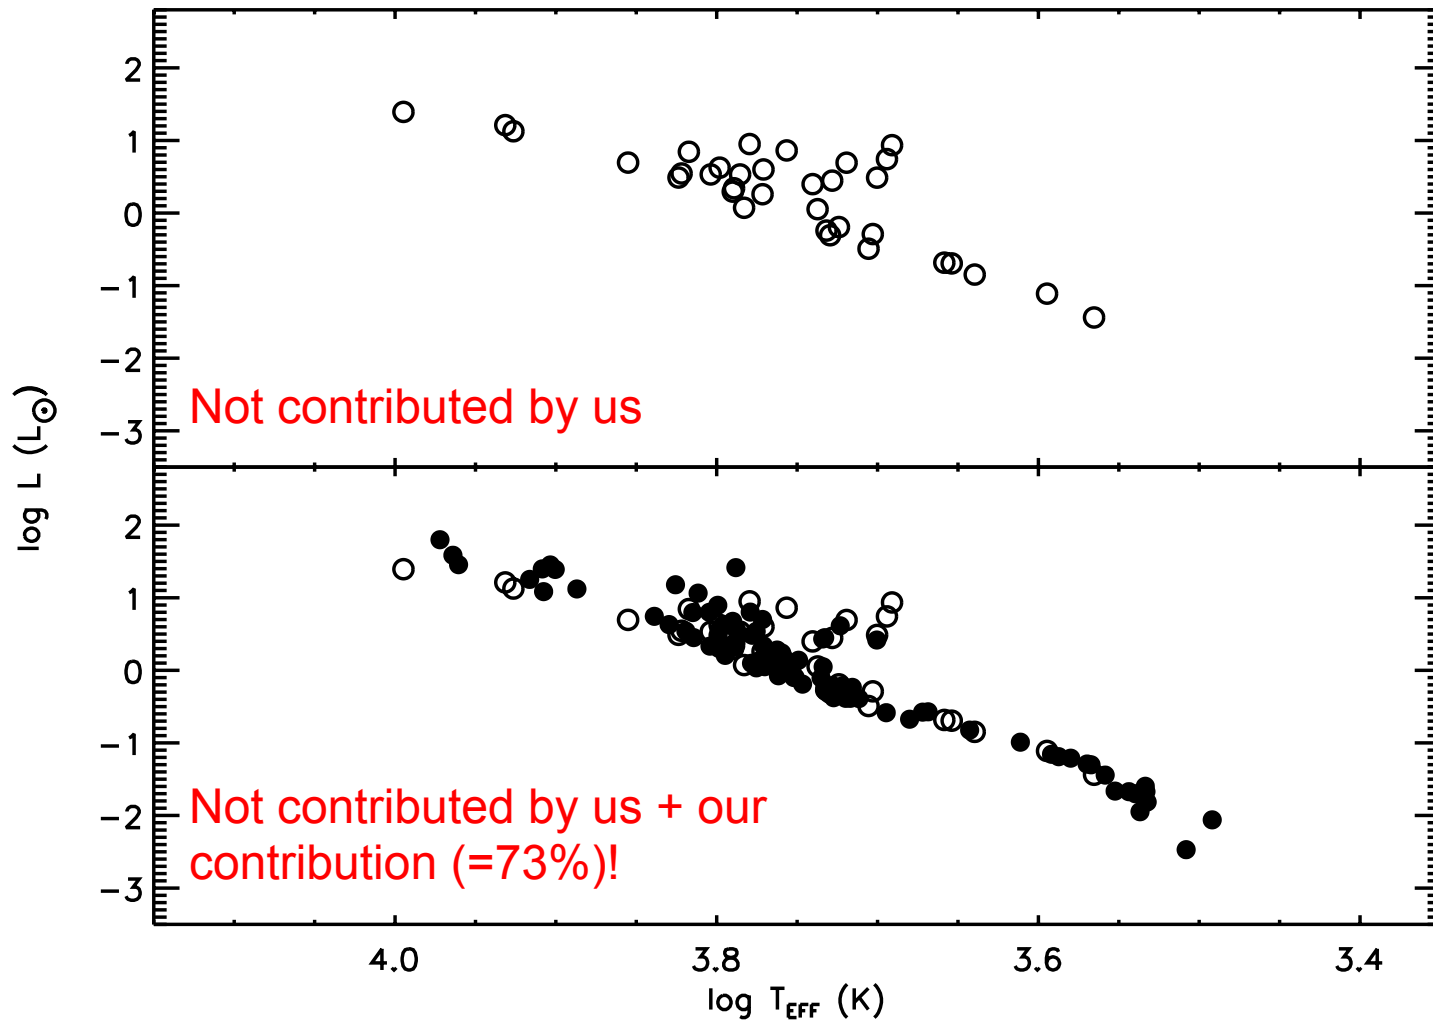 2
1
0
−1
−2
−3
Not contributed by us
log L (L☉)
2
1
0
−1
−2
−3
Not contributed by us + our
contribution (=73%)!
4.0 3.8 3.6 3.4
log T_EFF (K)